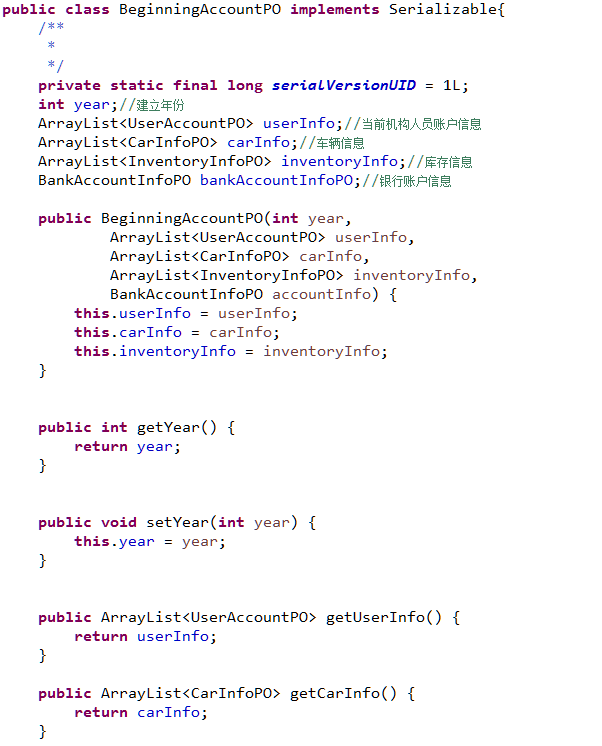 public class BeginningAccountPO implements Serializable{
    /**
     *
     */
    private static final long serialVersionUID = 1L;
    int year;//建立年份
    ArrayList<UserAccountPO> userInfo;//当前机构人员账户信息
    ArrayList<CarInfoPO> carInfo;//车辆信息
    ArrayList<InventoryInfoPO> inventoryInfo;//库存信息
    BankAccountInfoPO bankAccountInfoPO;//银行账户信息
    public BeginningAccountPO(int year,
            ArrayList<UserAccountPO> userInfo,
            ArrayList<CarInfoPO> carInfo,
            ArrayList<InventoryInfoPO> inventoryInfo,
            BankAccountInfoPO accountInfo) {
        this.userInfo = userInfo;
        this.carInfo = carInfo;
        this.inventoryInfo = inventoryInfo;
    }
    public int getYear() {
        return year;
    }
    public void setYear(int year) {
        this.year = year;
    }
    public ArrayList<UserAccountPO> getUserInfo() {
        return userInfo;
    }
    public ArrayList<CarInfoPO> getCarInfo() {
        return carInfo;
    }